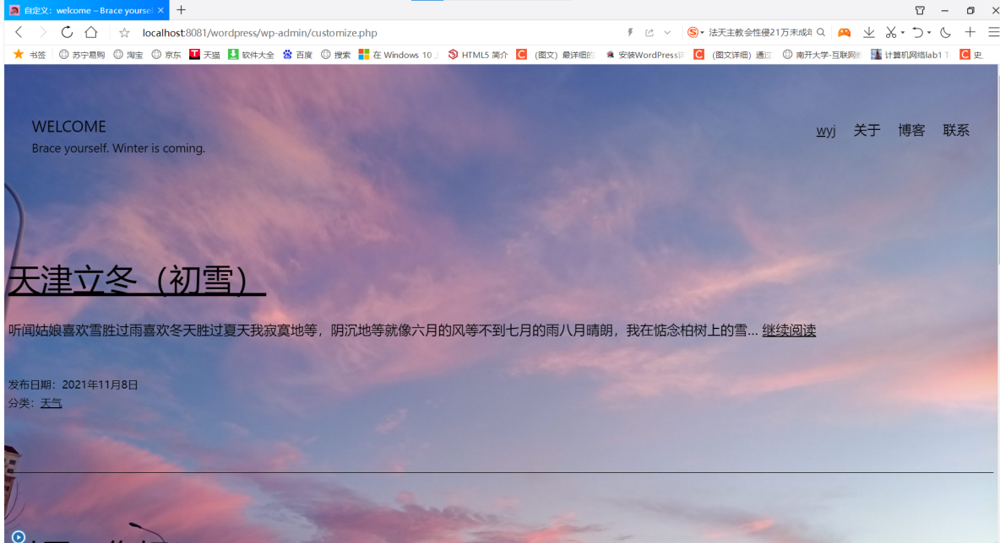 自定义：welcome – Brace yoursel
localhost:8081/wordpress/wp-admin/customize.php
法天主教会性侵21万未成年
书签 苏宁易购 淘宝 京东 天猫 软件大全 百度 搜索 在 Windows 10 HTML5 简介 (图文) 最详细的 安装WordPress (图文详细) 通过 南开大学-互联网 计算机网络lab1 史
WELCOME
Brace yourself. Winter is coming.
wyj 关于 博客 联系
天津立冬（初雪）
听闻姑娘喜欢雪胜过雨喜欢冬天胜过夏天我寂寞地等，阴沉地等就像六月的风等不到七月的雨八月晴朗，我在惦念柏树上的雪... 继续阅读
发布日期：2021年11月8日
分类：天气